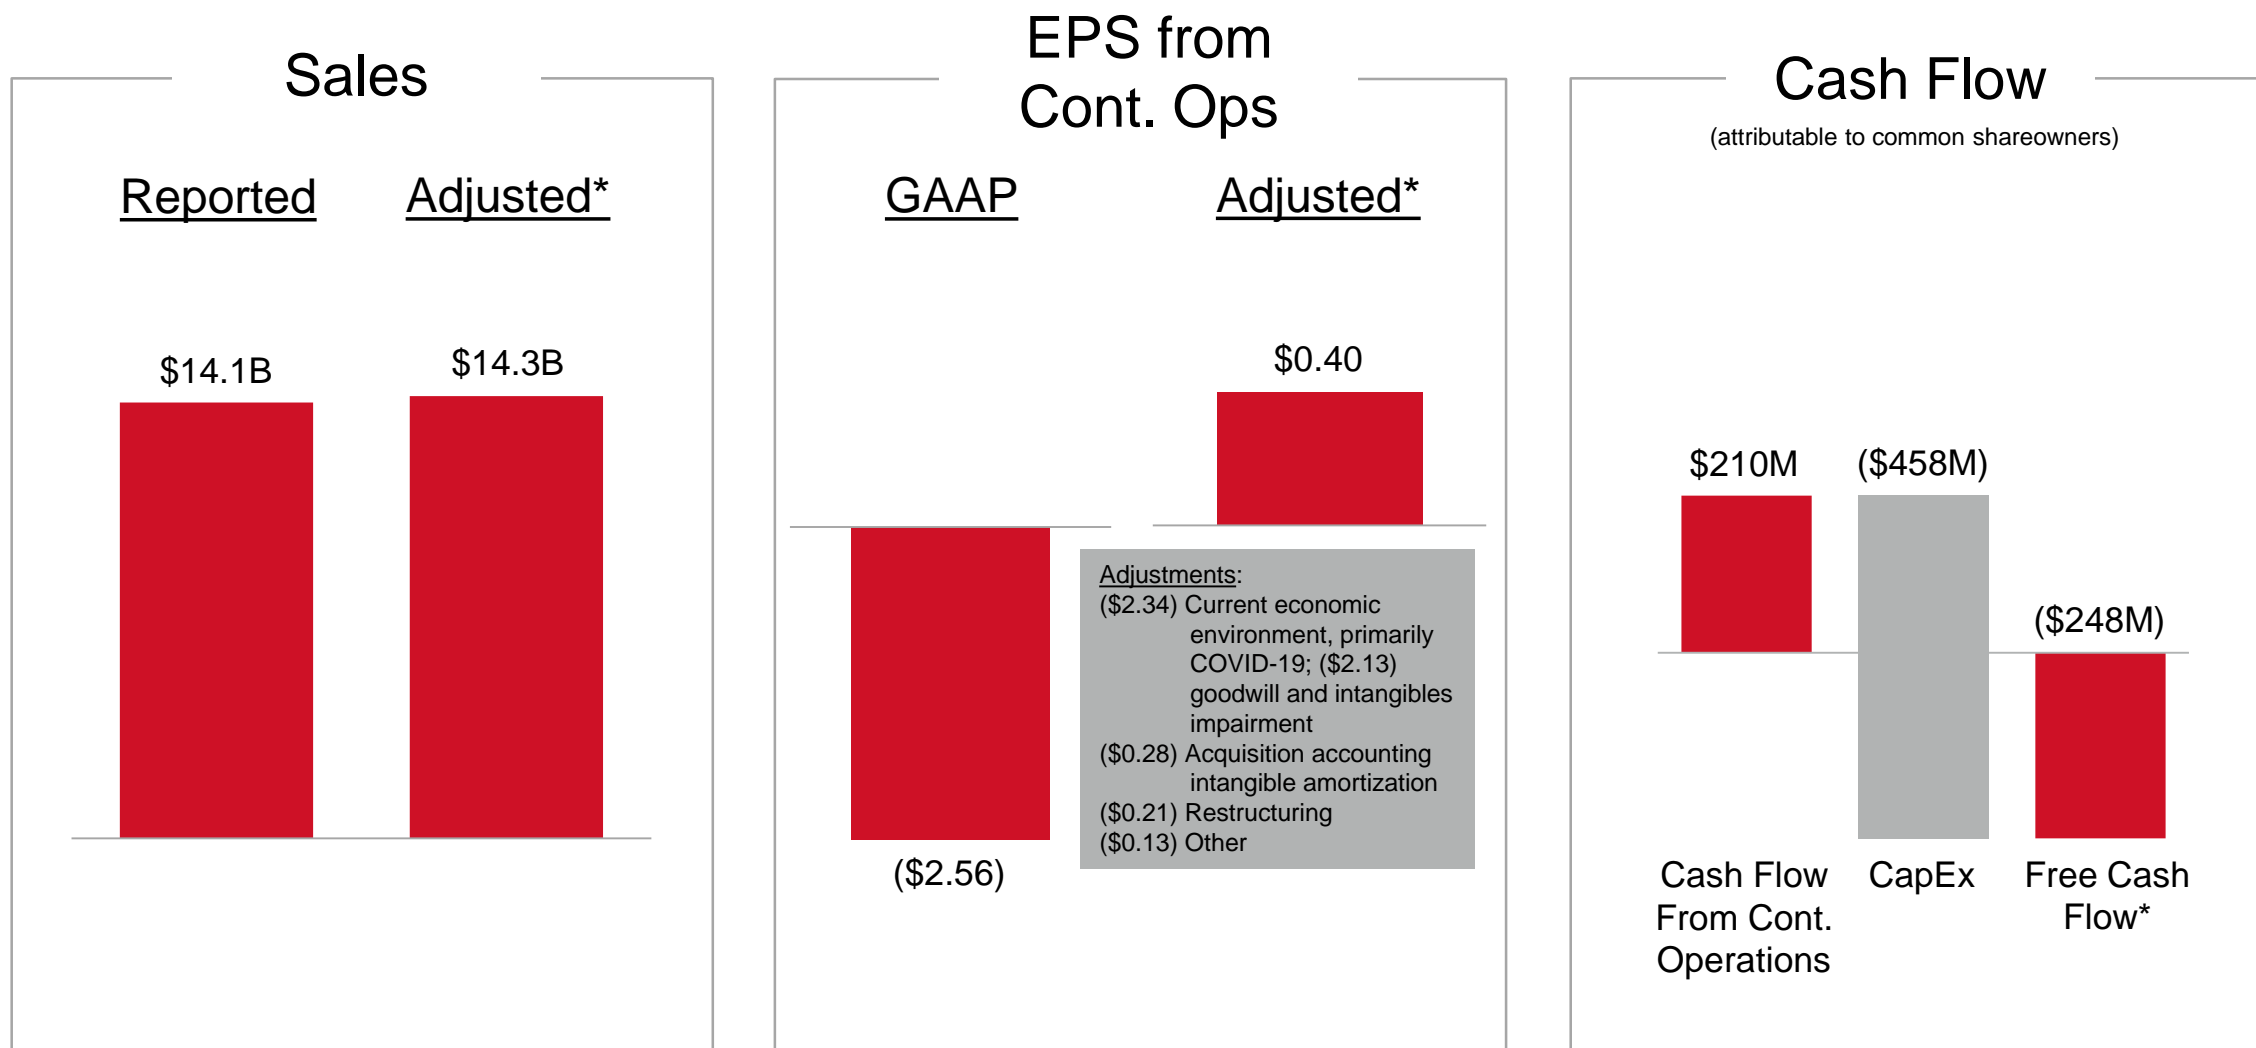 Sales
Reported Adjusted*
$14.1B $14.3B
EPS from
Cont. Ops
GAAP Adjusted*
$0.40
($2.56)
Adjustments:
($2.34) Current economic
environment, primarily
COVID-19; ($2.13)
goodwill and intangibles
impairment
($0.28) Acquisition accounting
intangible amortization
($0.21) Restructuring
($0.13) Other
Cash Flow
(attributable to common shareowners)
$210M ($458M)
($248M)
Cash Flow
From Cont.
Operations
CapEx
Free Cash
Flow*